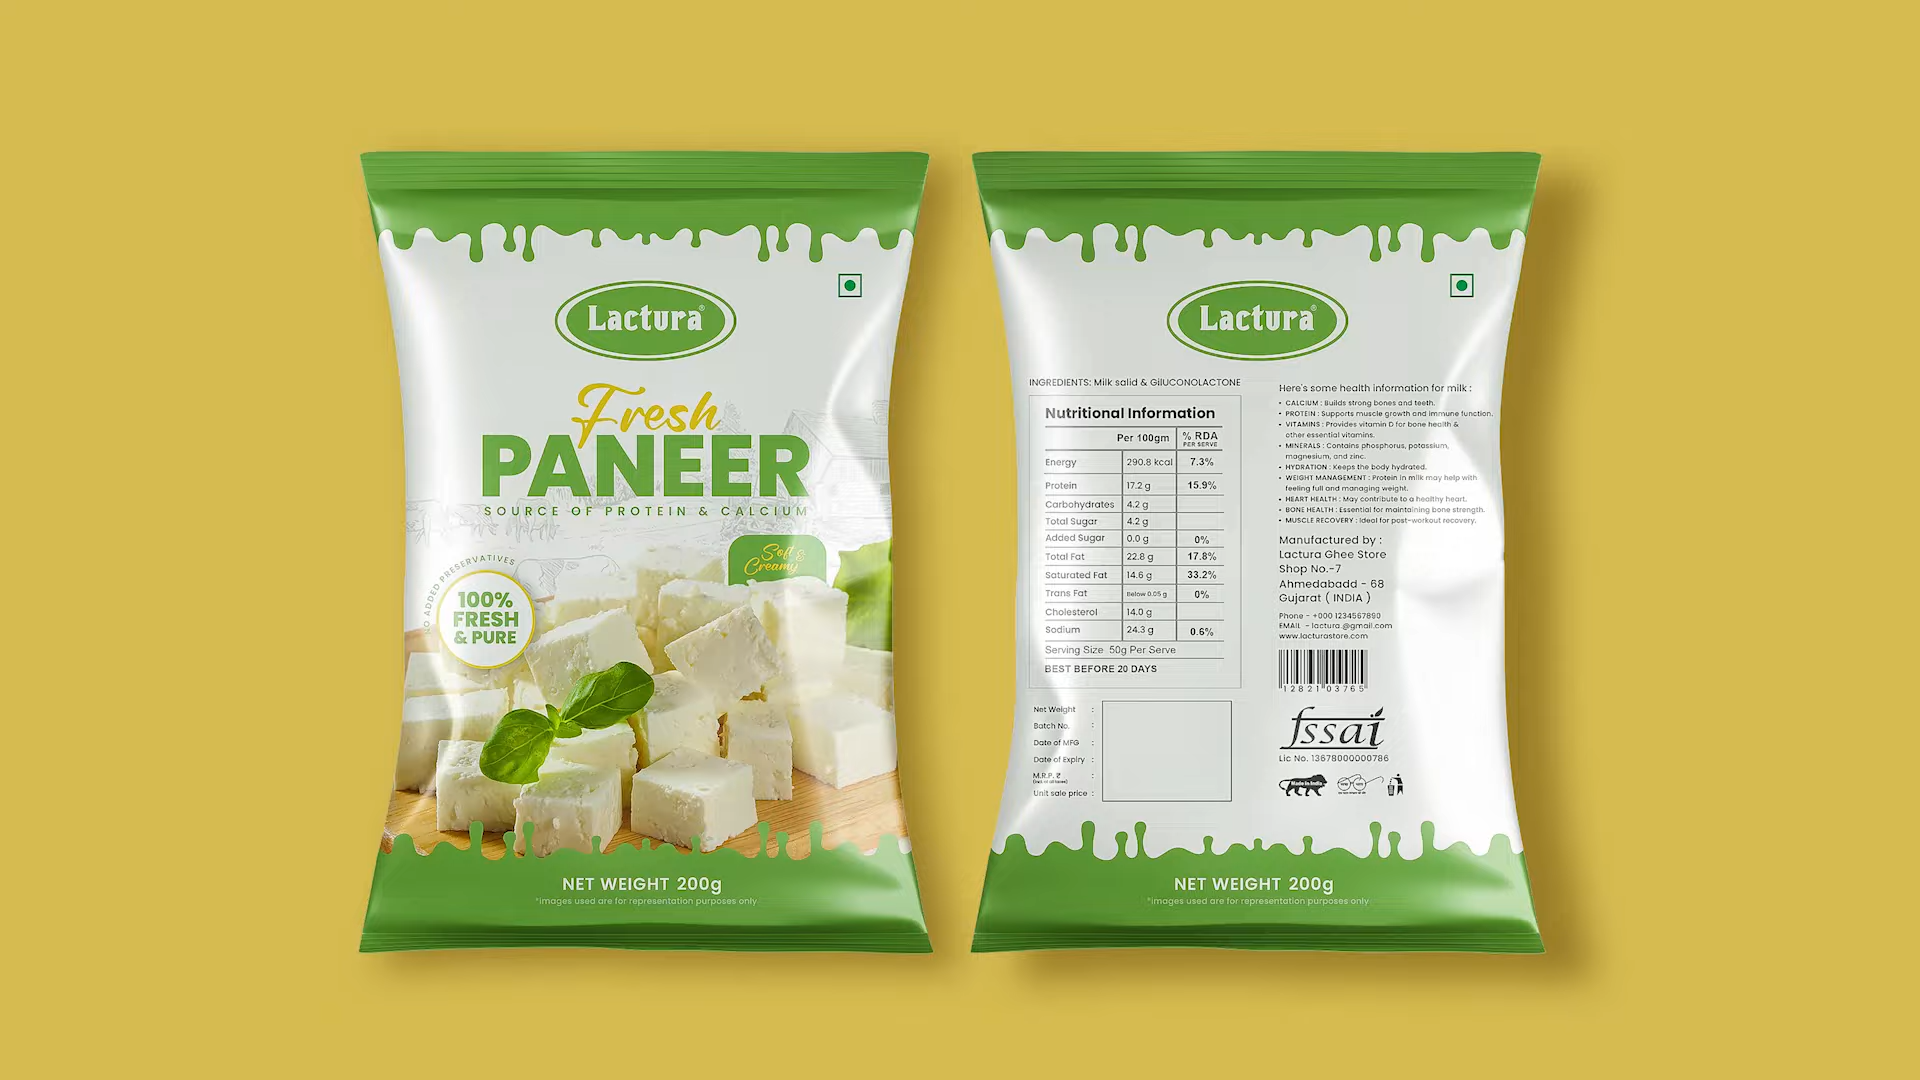 Lactura®
Fresh
PANEER
SOURCE OF PROTEIN & CALCIUM
Soft &
Creamy
NO ADDED PRESERVATIVES
100%
FRESH
& PURE
NET WEIGHT 200g
*Images used are for representation purposes only
Lactura®
INGREDIENTS: Milk salid & GilUCONOLACTONE
Nutritional Information
Per 100gm % RDA
PER SERVE
Energy 290.8 kcal 7.3%
Protein 17.2 g 15.9%
Carbohydrates 4.2 g
Total Sugar 4.2 g
Added Sugar 0.0 g 0%
Total Fat 22.8 g 17.8%
Saturated Fat 14.6 g 33.2%
Trans Fat Below 0.05 g 0%
Cholesterol 14.0 g
Sodium 24.3 g 0.6%
Serving Size 50g Per Serve
BEST BEFORE 20 DAYS
Net Weight :
Batch No. :
Date of MFG :
Date of Expiry :
M.R.P. ₹ :
(Incl. of all taxes)
Unit sale price :
Here's some health information for milk :
• CALCIUM : Builds strong bones and teeth.
• PROTEIN : Supports muscle growth and immune function.
• VITAMINS : Provides vitamin D for bone health &
other essential vitamins.
• MINERALS : Contains phosphorus, potassium,
magnesium, and zinc.
• HYDRATION : Keeps the body hydrated.
• WEIGHT MANAGEMENT : Protein in milk may help with
feeling full and managing weight.
• HEART HEALTH : May contribute to a healthy heart.
• BONE HEALTH : Essential for maintaining bone strength.
• MUSCLE RECOVERY : Ideal for post-workout recovery.
Manufactured by :
Lactura Ghee Store
Shop No.-7
Ahmedabadd - 68
Gujarat ( INDIA )
Phone - +000 1234567890
EMAIL - lactura.@gmail.com
www.lacturastore.com
1282103765
fssai
Lic No. 13678000000786
Made in India
NET WEIGHT 200g
*Images used are for representation purposes only